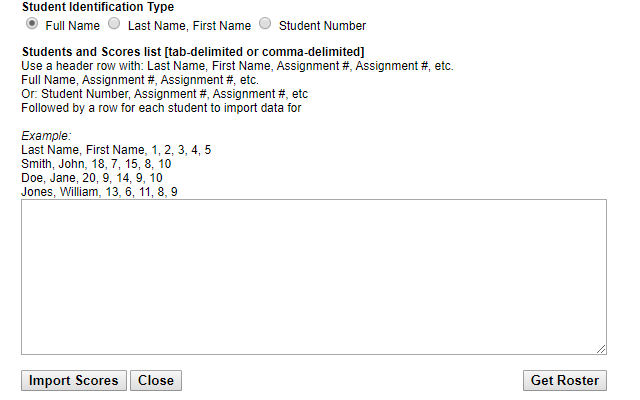 Student Identification Type
Full Name Last Name, First Name Student Number
Students and Scores list [tab-delimited or comma-delimited]
Use a header row with: Last Name, First Name, Assignment #, Assignment #, etc.
Full Name, Assignment #, Assignment #, etc.
Or: Student Number, Assignment #, Assignment #, etc
Followed by a row for each student to import data for
Example:
Last Name, First Name, 1, 2, 3, 4, 5
Smith, John, 18, 7, 15, 8, 10
Doe, Jane, 20, 9, 14, 9, 10
Jones, William, 13, 6, 11, 8, 9
Import Scores Close Get Roster